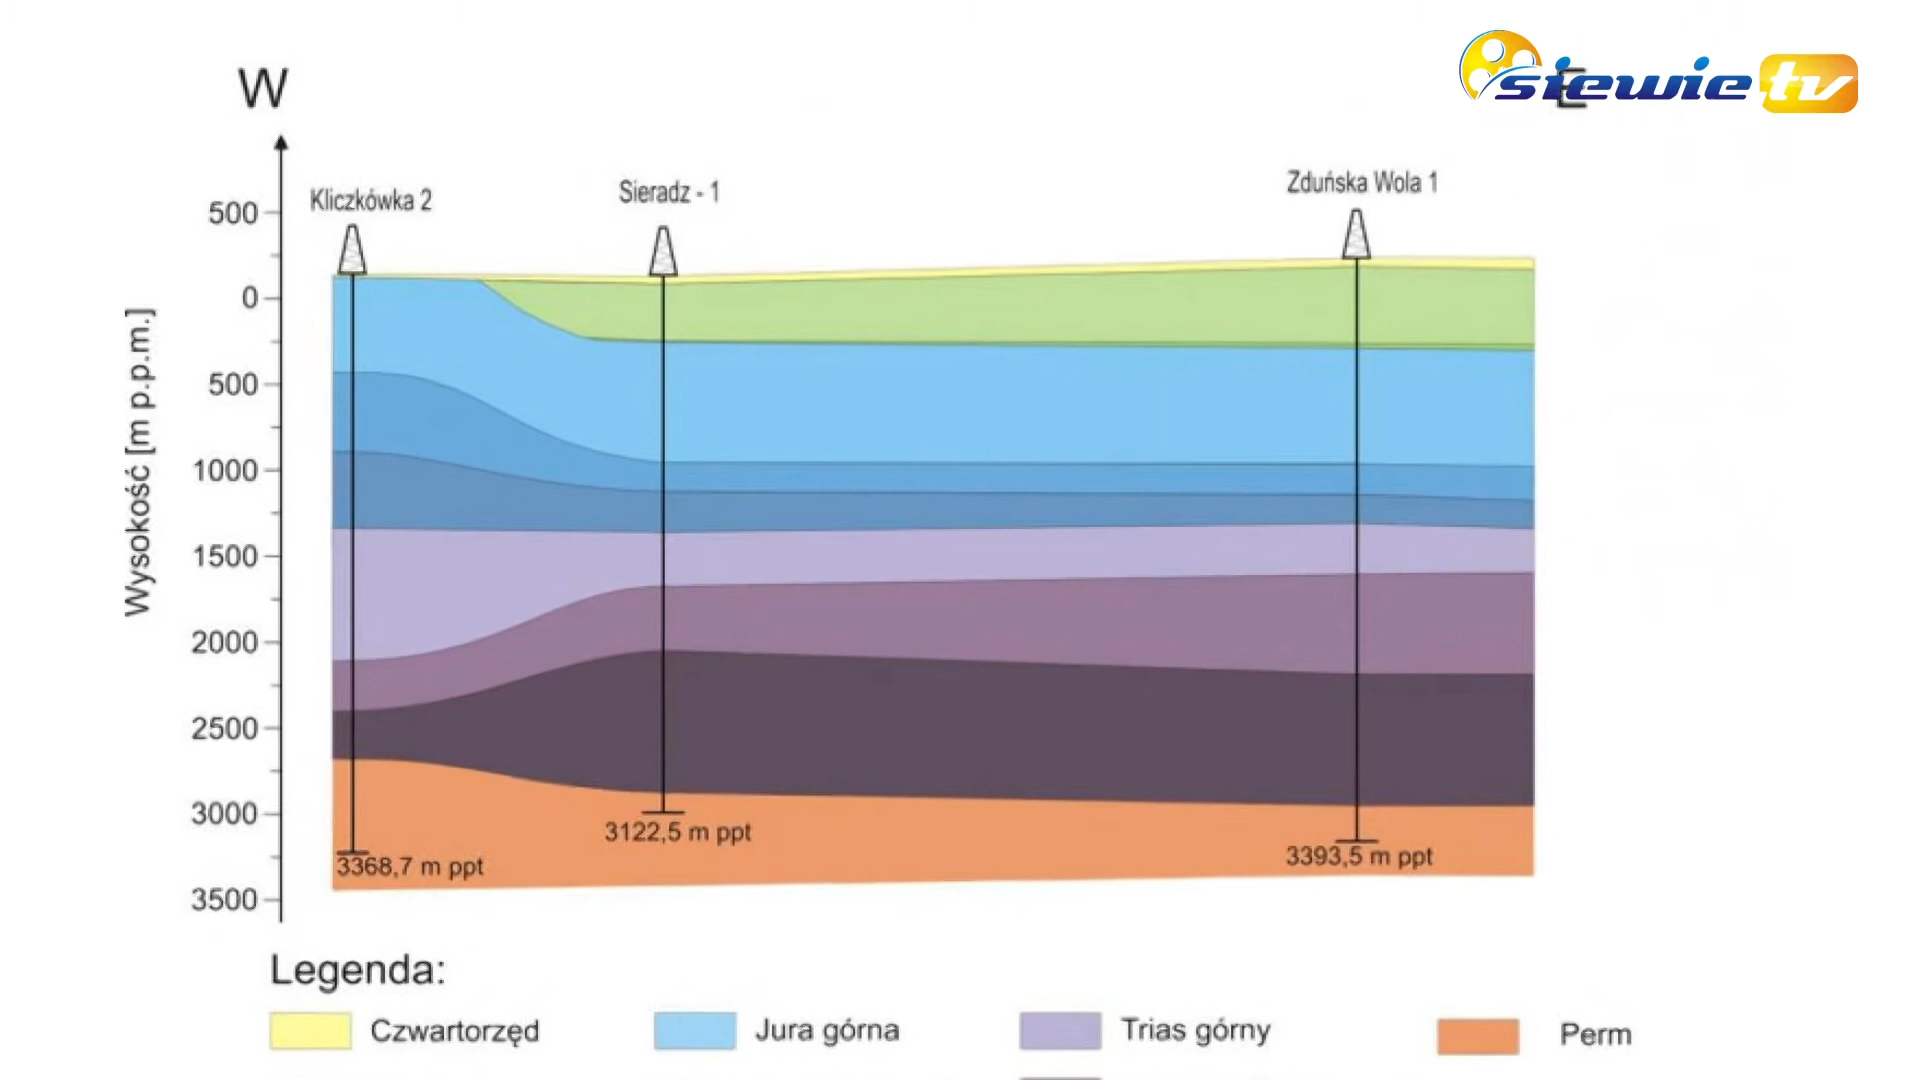 siewie tv
W
E
Kliczkówka 2
Sieradz - 1
Zduńska Wola 1
Wysokość [m p.p.m.]
500
0
500
1000
1500
2000
2500
3000
3500
3368,7 m ppt
3122,5 m ppt
3393,5 m ppt
Legenda:
Czwartorzęd
Jura górna
Trias górny
Perm